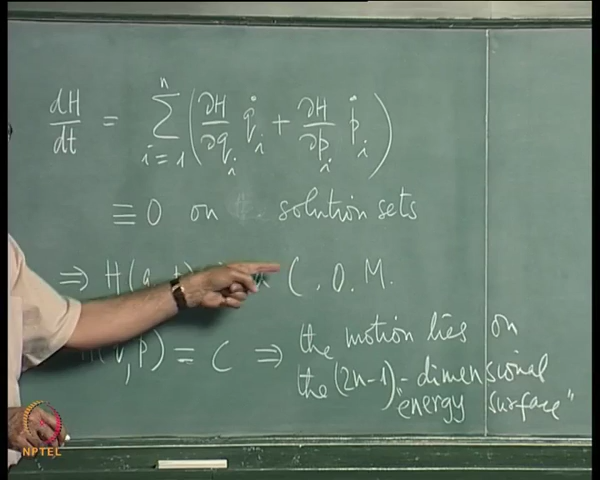 dH/dt = n Σ i=1 (∂H/∂q_i q̇_i + ∂H/∂p_i ṗ_i)
≡ 0 on solution sets
⇒ H(q C.O.M.
(q,p) = C ⇒ the motion lies on
the (2n-1)-dimensional
"energy surface"
NPTEL